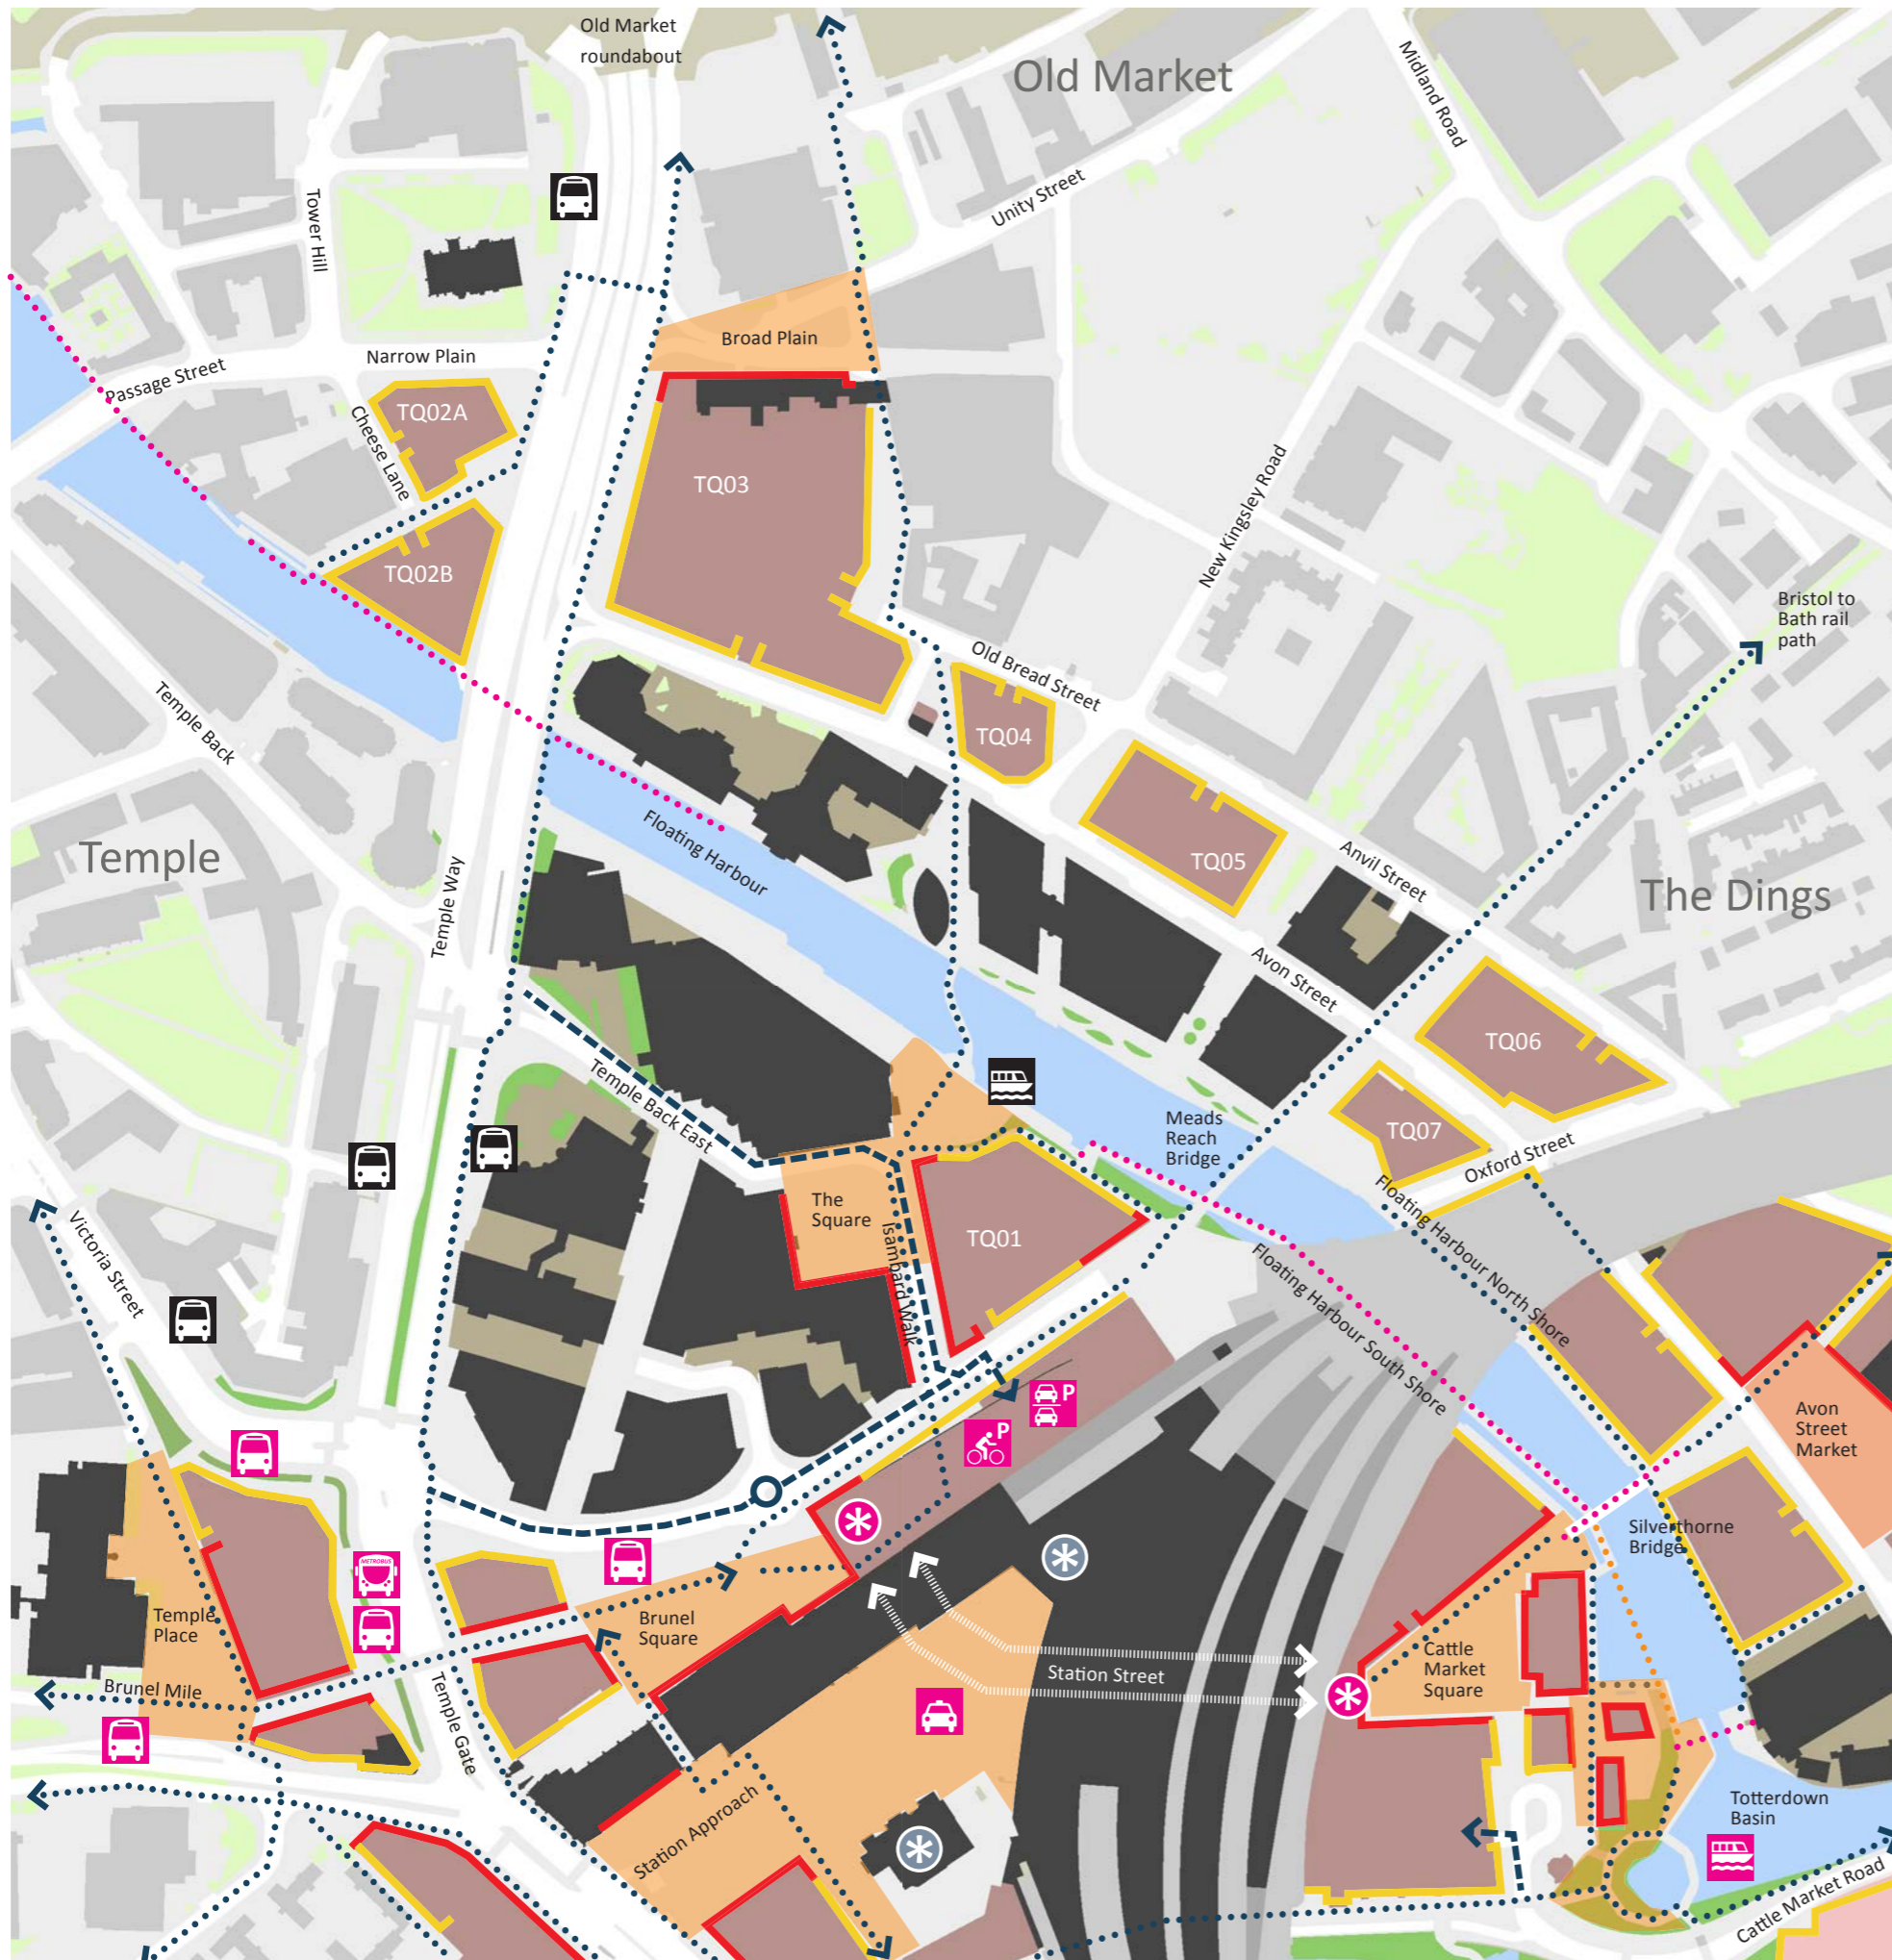 Old Market
roundabout
Old Market
Midland Road
Tower Hill
Unity Street
Broad Plain
Narrow Plain
Passage Street
TQ02A
Cheese Lane
TQ03
New Kingsley Road
TQ02B
Bristol to
Bath rail
path
Old Bread Street
Temple Back
TQ04
Floating Harbour
TQ05
Anvil Street
Temple
Temple Way
The Dings
Avon Street
TQ06
Temple Back East
Meads
Reach
Bridge
TQ07
Oxford Street
The
Square
Isambard Walk
TQ01
Floating Harbour North Shore
Floating Harbour South Shore
Victoria Street
P
P
Avon
Street
Market
Silverthorne
Bridge
METROBUS
Temple
Place
Brunel
Square
Cattle
Market
Square
Station Street
Brunel Mile
Temple Gate
Station Approach
Totterdown
Basin
Cattle Market Road